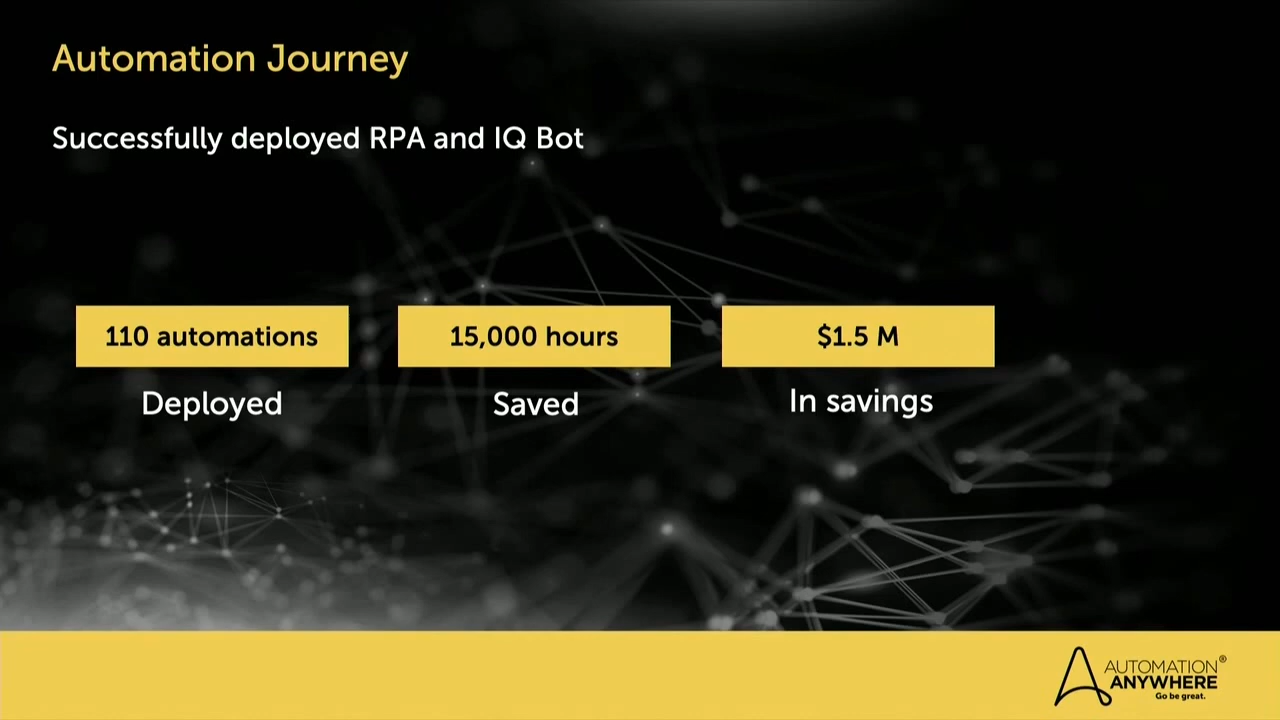 Automation Journey
Successfully deployed RPA and IQ Bot
110 automations
Deployed
15,000 hours
Saved
$1.5 M
In savings
AUTOMATION®
ANYWHERE
Go be great.